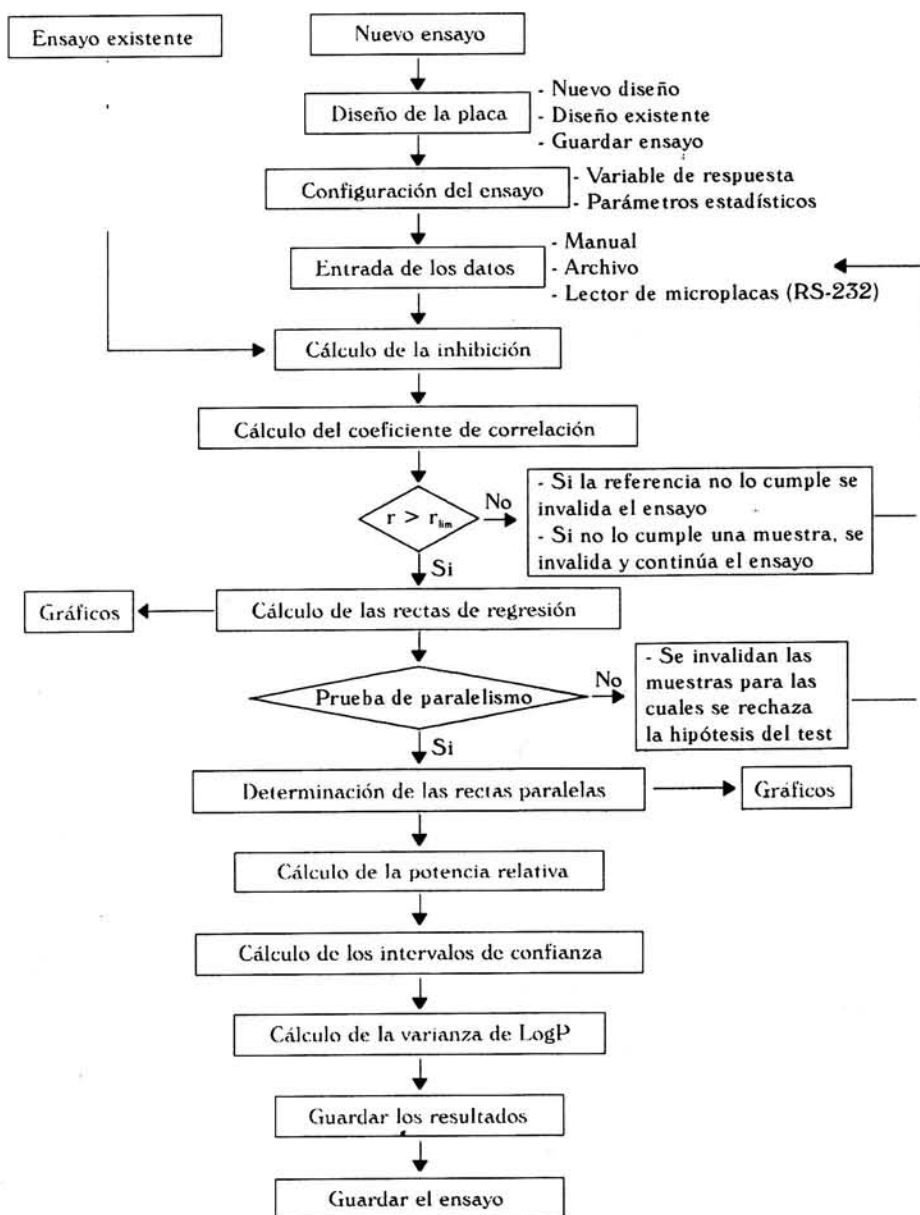 Ensayo existente
Nuevo ensayo
Diseño de la placa
- Nuevo diseño
- Diseño existente
- Guardar ensayo
Configuración del ensayo
- Variable de respuesta
- Parámetros estadísticos
Entrada de los datos
- Manual
- Archivo
- Lector de microplacas (RS-232)
Cálculo de la inhibición
Cálculo del coeficiente de correlación
r > r lim
No
- Si la referencia no lo cumple se
invalida el ensayo
- Si no lo cumple una muestra, se
invalida y continúa el ensayo
Si
Gráficos
Cálculo de las rectas de regresión
Prueba de paralelismo
No
- Se invalidan las
muestras para las
cuales se rechaza
la hipótesis del test
Si
Determinación de las rectas paralelas
Gráficos
Cálculo de la potencia relativa
Cálculo de los intervalos de confianza
Cálculo de la varianza de LogP
Guardar los resultados
Guardar el ensayo